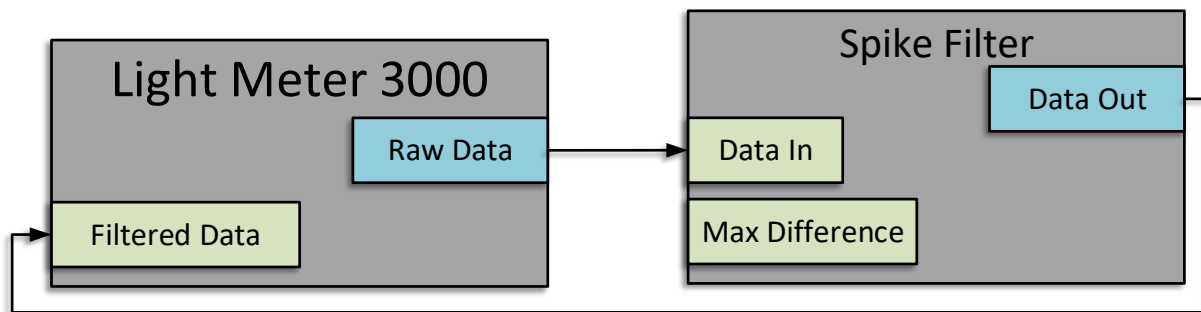 Light Meter 3000
Raw Data
Filtered Data
Spike Filter
Data Out
Data In
Max Difference